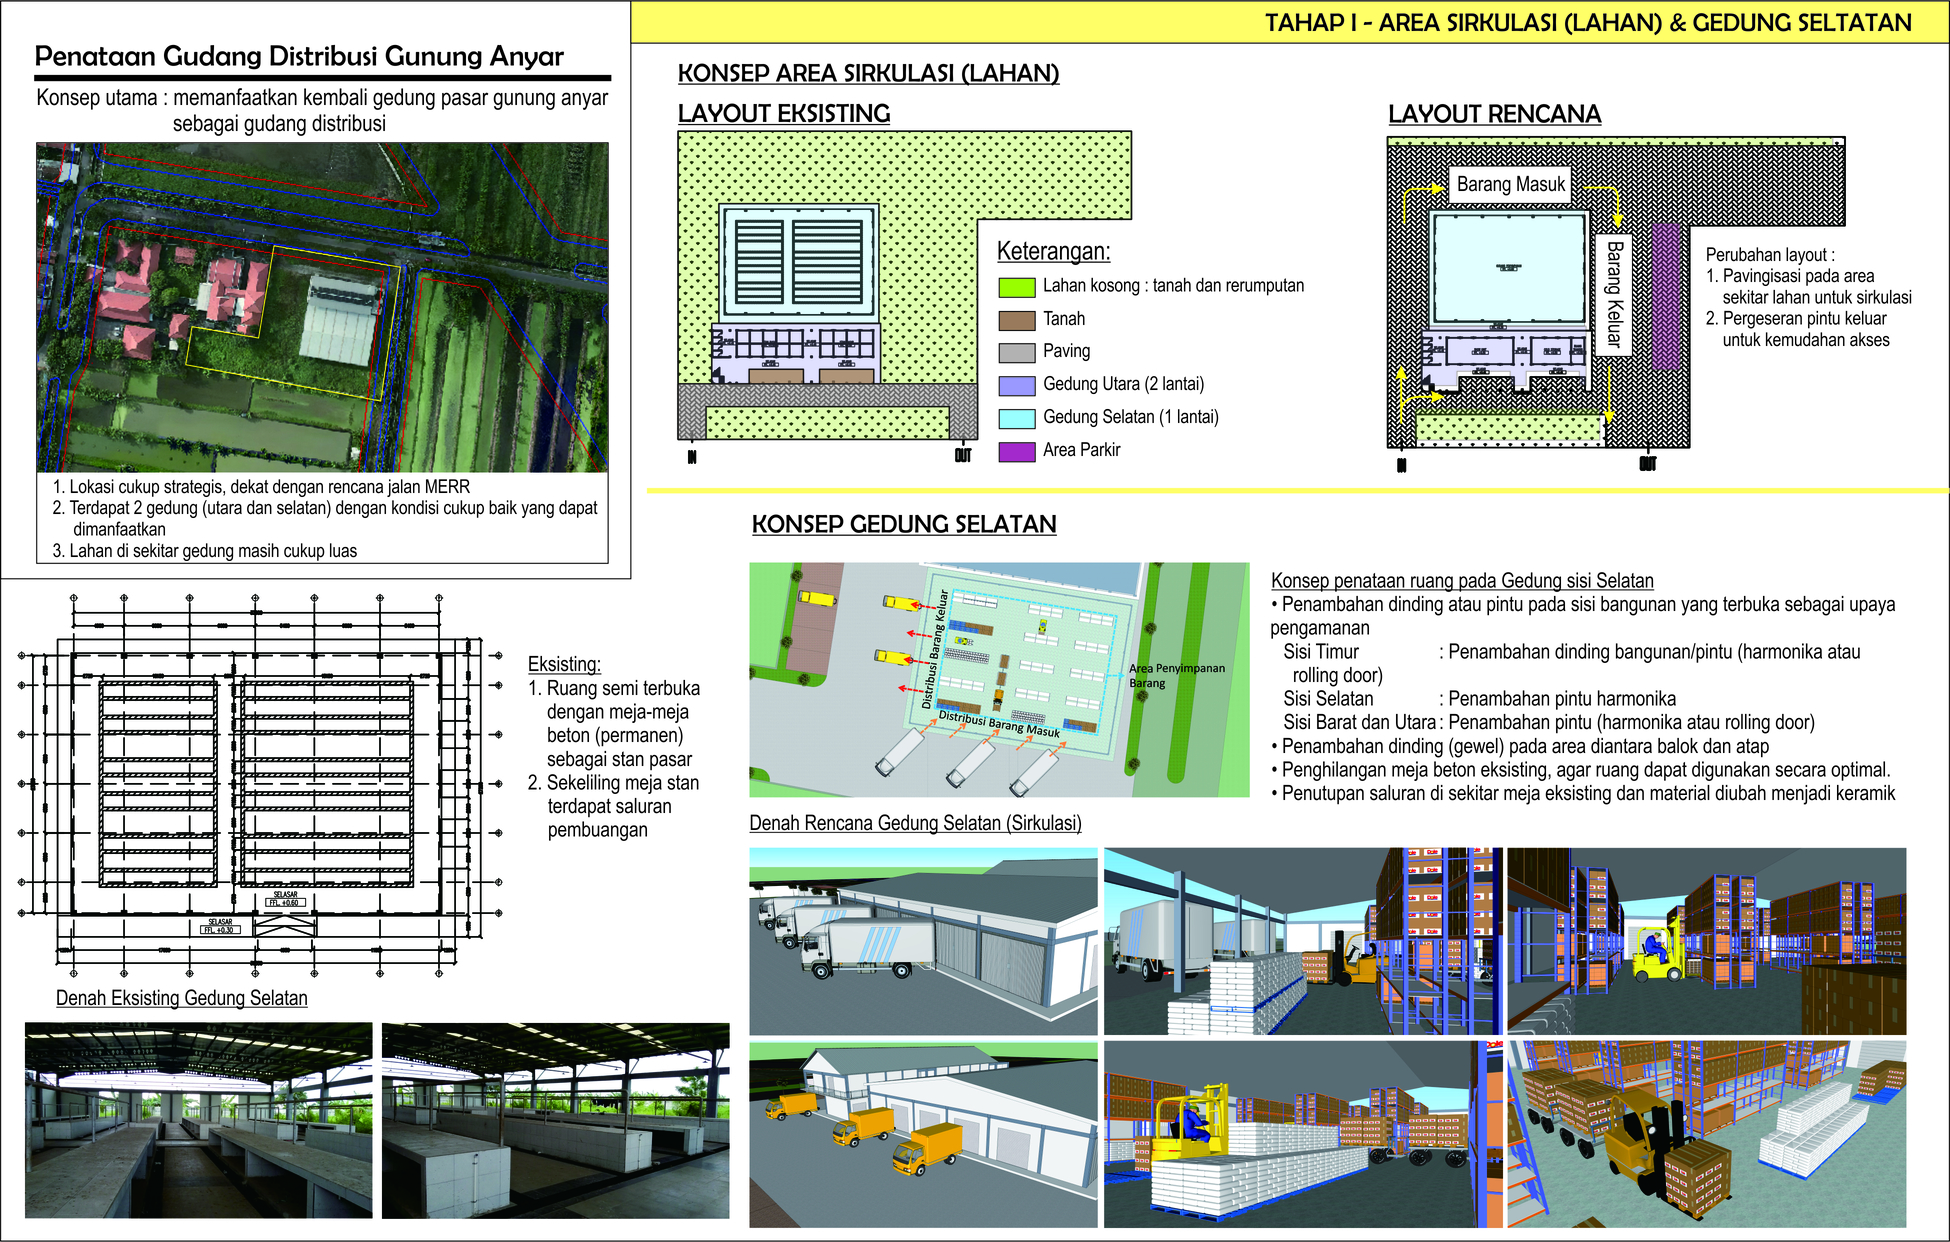 Penataan Gudang Distribusi Gunung Anyar
Konsep utama : memanfaatkan kembali gedung pasar gunung anyar
sebagai gudang distribusi
1. Lokasi cukup strategis, dekat dengan rencana jalan MERR
2. Terdapat 2 gedung (utara dan selatan) dengan kondisi cukup baik yang dapat
dimanfaatkan
3. Lahan di sekitar gedung masih cukup luas
TAHAP I - AREA SIRKULASI (LAHAN) & GEDUNG SELTATAN
KONSEP AREA SIRKULASI (LAHAN)
LAYOUT EKSISTING
IN
OUT
Keterangan:
Lahan kosong : tanah dan rerumputan
Tanah
Paving
Gedung Utara (2 lantai)
Gedung Selatan (1 lantai)
Area Parkir
LAYOUT RENCANA
Barang Masuk
Barang Keluar
IN
OUT
Perubahan layout :
1. Pavingisasi pada area
sekitar lahan untuk sirkulasi
2. Pergeseran pintu keluar
untuk kemudahan akses
SELASAR
FFL. +0.60
SELASAR
FFL. +0.30
Denah Eksisting Gedung Selatan
Eksisting:
1. Ruang semi terbuka
dengan meja-meja
beton (permanen)
sebagai stan pasar
2. Sekeliling meja stan
terdapat saluran
pembuangan
KONSEP GEDUNG SELATAN
Distribusi Barang Keluar
Distribusi Barang Masuk
Area Penyimpanan
Barang
Denah Rencana Gedung Selatan (Sirkulasi)
Konsep penataan ruang pada Gedung sisi Selatan
• Penambahan dinding atau pintu pada sisi bangunan yang terbuka sebagai upaya
pengamanan
Sisi Timur : Penambahan dinding bangunan/pintu (harmonika atau
rolling door)
Sisi Selatan : Penambahan pintu harmonika
Sisi Barat dan Utara : Penambahan pintu (harmonika atau rolling door)
• Penambahan dinding (gewel) pada area diantara balok dan atap
• Penghilangan meja beton eksisting, agar ruang dapat digunakan secara optimal.
• Penutupan saluran di sekitar meja eksisting dan material diubah menjadi keramik